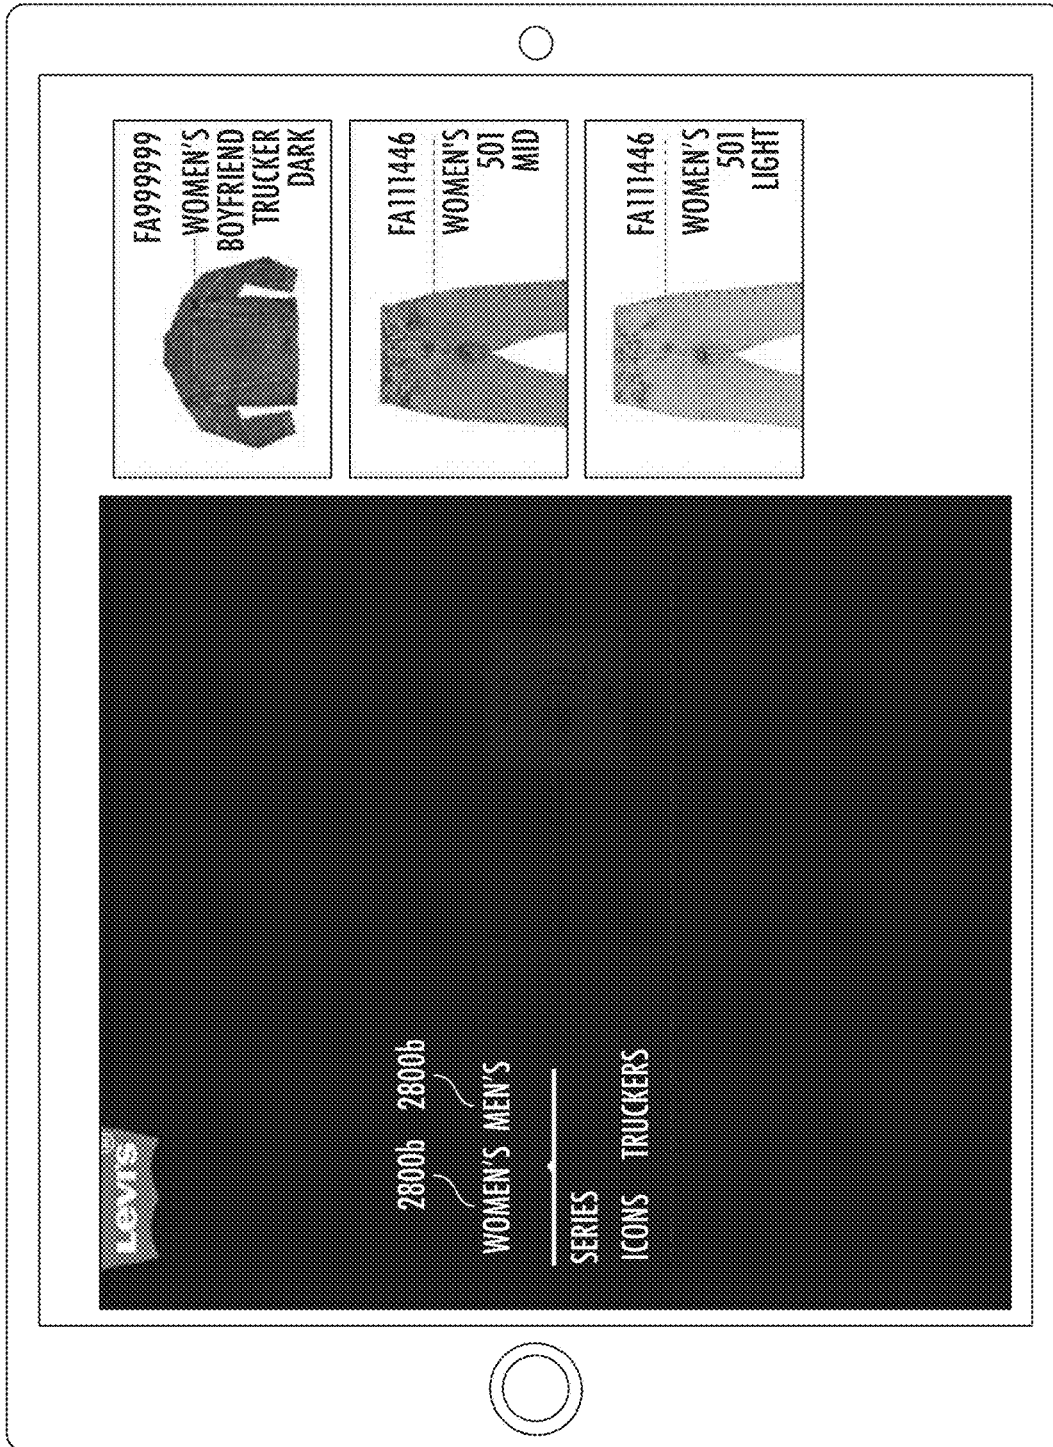 Levi's
2800b 2800b
WOMEN'S MEN'S
SERIES
ICONS TRUCKERS
FA999999
WOMEN'S
BOYFRIEND
TRUCKER
DARK
FA111446
WOMEN'S
501
MID
FA111446
WOMEN'S
501
LIGHT